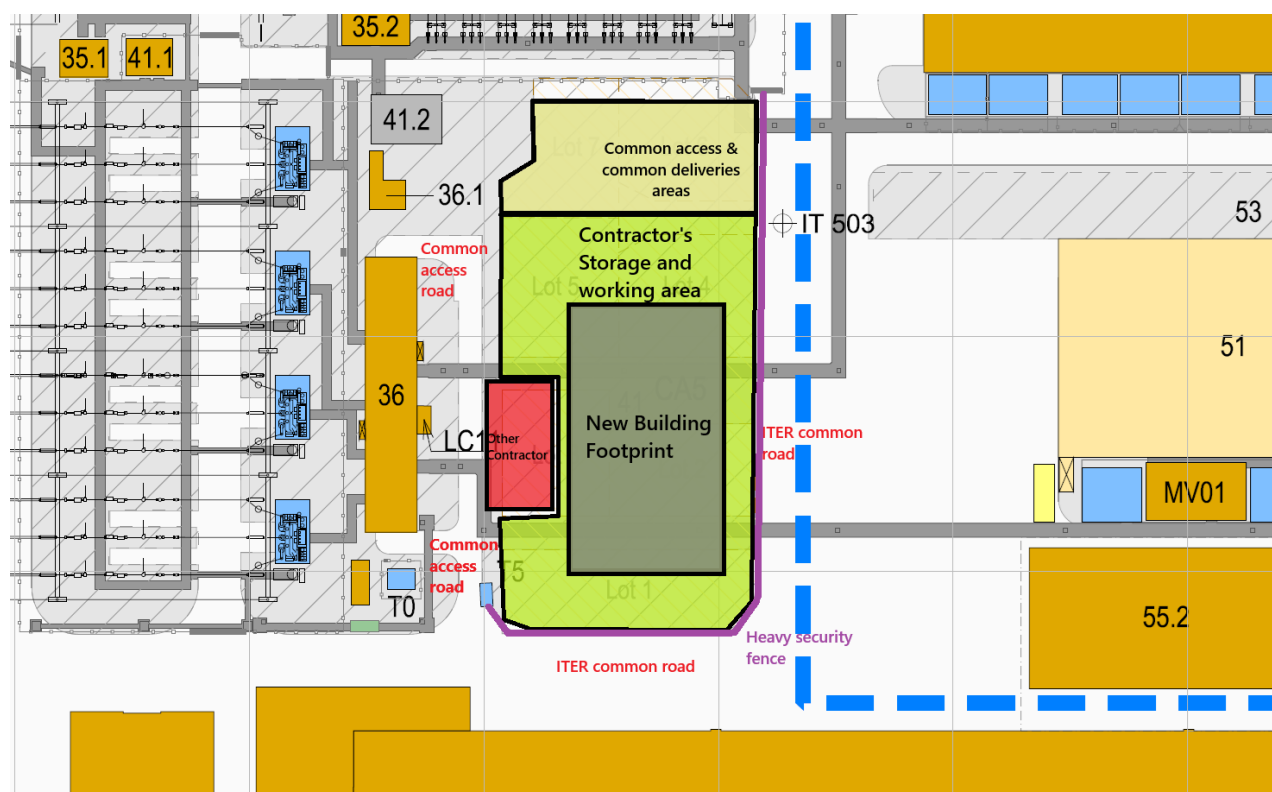 35.2
35.1
41.1
41.2
Lot 7
Common access &
common deliveries
areas
36.1
53
IT 503
Contractor's
Storage and
working area
Common
access
road
Lot 5
Lot 4
51
36
CA5
41
New Building
Footprint
LC1
Other
Contractor
ITER common
road
MV01
Common
access
road
T5
Lot 1
T0
55.2
Heavy security
fence
ITER common road